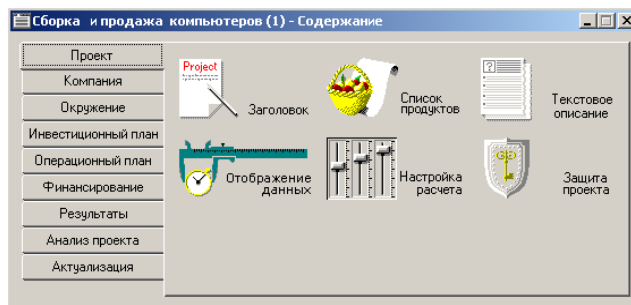 Сборка и продажа компьютеров (1) - Содержание
Проект
Компания
Окружение
Инвестиционный план
Операционный план
Финансирование
Результаты
Анализ проекта
Актуализация
Project
Заголовок
Список
продуктов
?
Текстовое
описание
Отображение
данных
Настройка
расчета
Защита
проекта